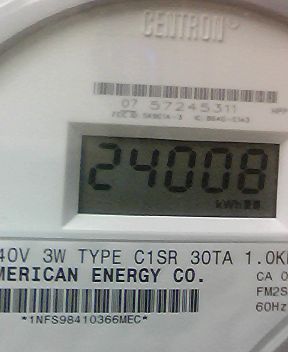 CENTRON®
07 57245311
24008
kWh
40V 3W TYPE C1SR 30TA 1.0K
MERICAN ENERGY CO.
CA 0
FM2S
60Hz
*1NFS98410366MEC*